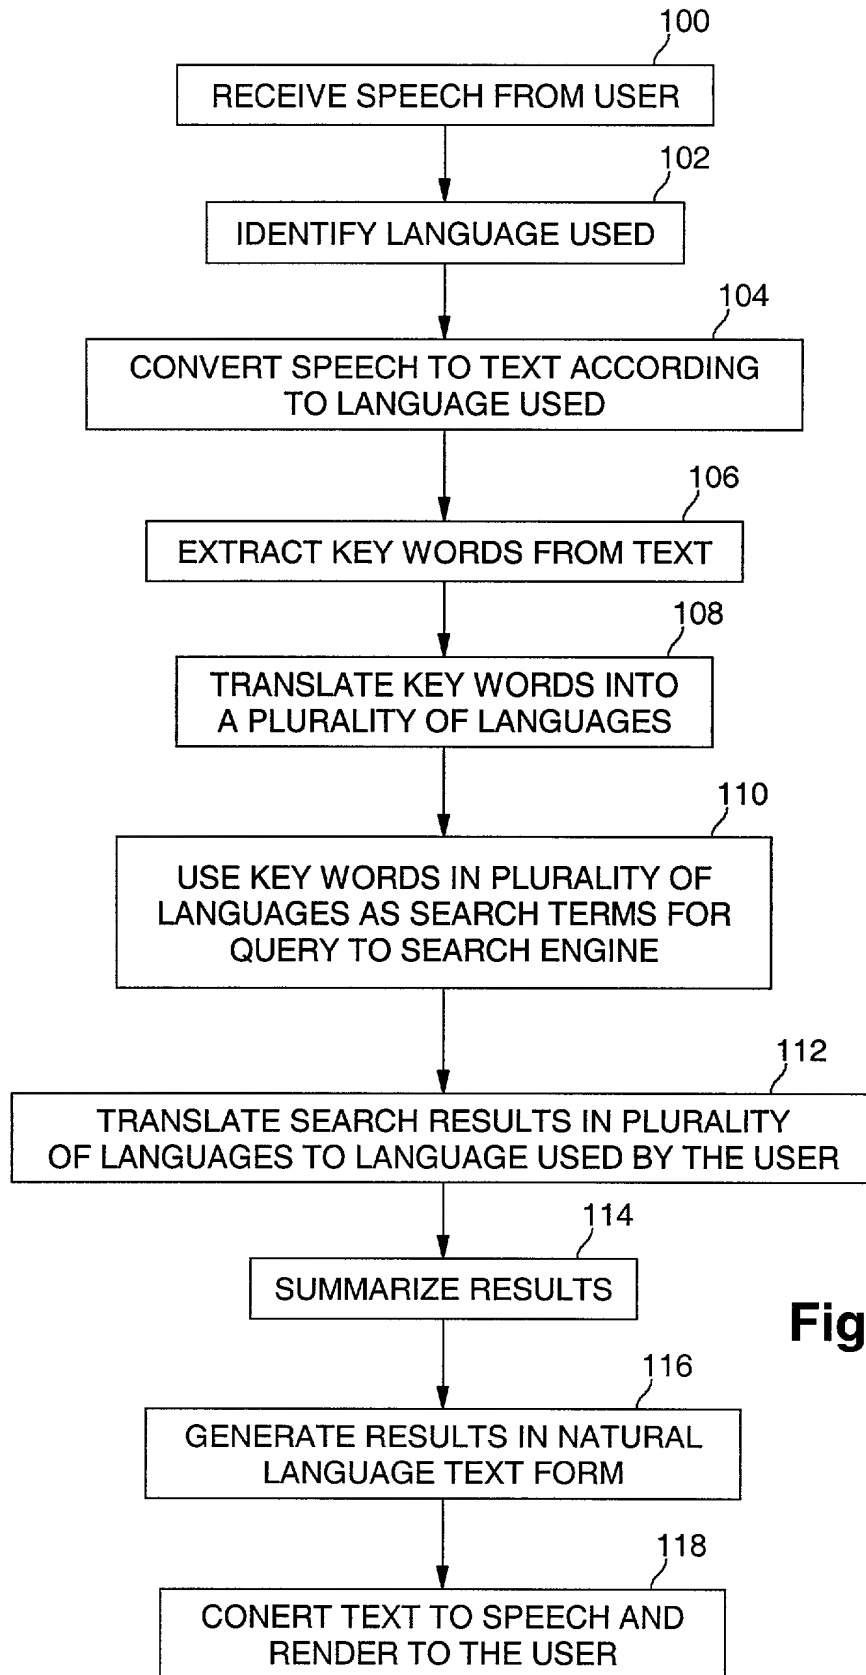 100
RECEIVE SPEECH FROM USER
102
IDENTIFY LANGUAGE USED
104
CONVERT SPEECH TO TEXT ACCORDING
TO LANGUAGE USED
106
EXTRACT KEY WORDS FROM TEXT
108
TRANSLATE KEY WORDS INTO
A PLURALITY OF LANGUAGES
110
USE KEY WORDS IN PLURALITY OF
LANGUAGES AS SEARCH TERMS FOR
QUERY TO SEARCH ENGINE
112
TRANSLATE SEARCH RESULTS IN PLURALITY
OF LANGUAGES TO LANGUAGE USED BY THE USER
114
SUMMARIZE RESULTS
Fig
116
GENERATE RESULTS IN NATURAL
LANGUAGE TEXT FORM
118
CONERT TEXT TO SPEECH AND
RENDER TO THE USER